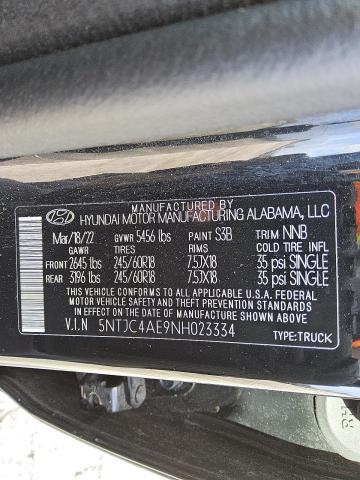 MANUFACTURED BY
HYUNDAI MOTOR MANUFACTURING ALABAMA, LLC
Mar/18/22 GVWR 5456 lbs PAINT S3B TRIM NNB
GAWR TIRES RIMS COLD TIRE INFL
FRONT 2645 lbs 245/60R18 7.5JX18 35 psi SINGLE
REAR 3196 lbs 245/60R18 7.5JX18 35 psi SINGLE
THIS VEHICLE CONFORMS TO ALL APPLICABLE FEDERAL
MOTOR VEHICLE SAFETY AND THEFT PREVENTION STANDARDS
IN EFFECT ON THE DATE OF MANUFACTURE SHOWN ABOVE.
V.I.N 5NTJC4AE9NH023334 TYPE:TRUCK
RH